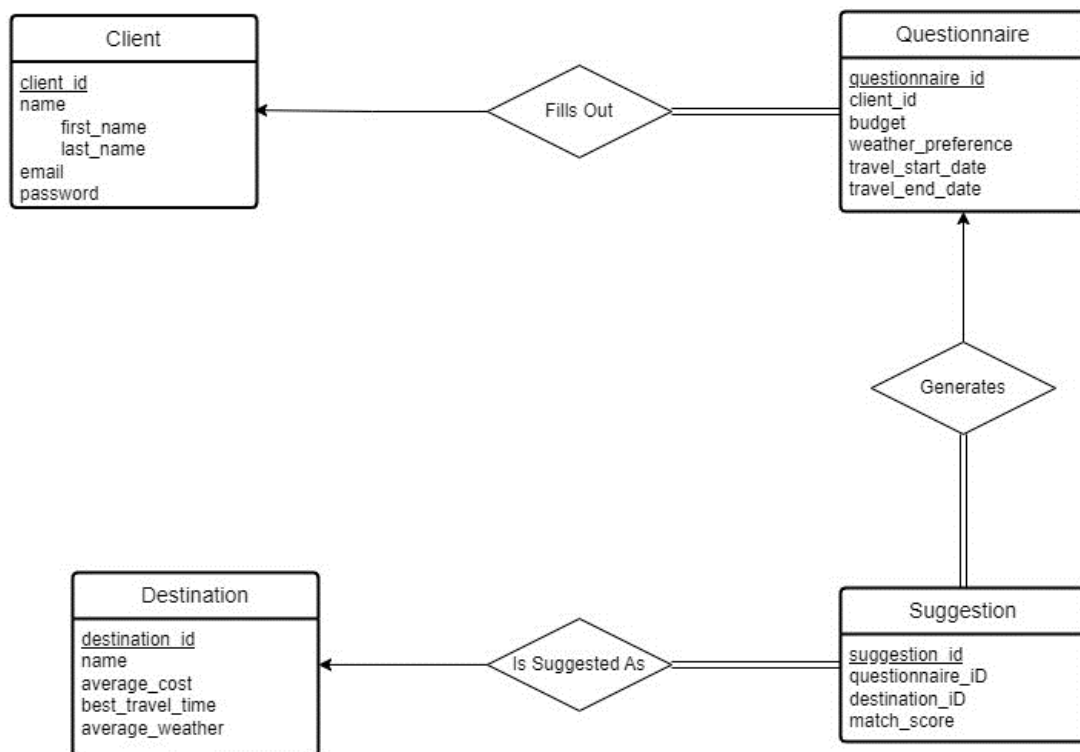 Client
client_id
name
first_name
last_name
email
password
Fills Out
Questionnaire
questionnaire_id
client_id
budget
weather_preference
travel_start_date
travel_end_date
Generates
Destination
destination_id
name
average_cost
best_travel_time
average_weather
Is Suggested As
Suggestion
suggestion_id
questionnaire_iD
destination_iD
match_score